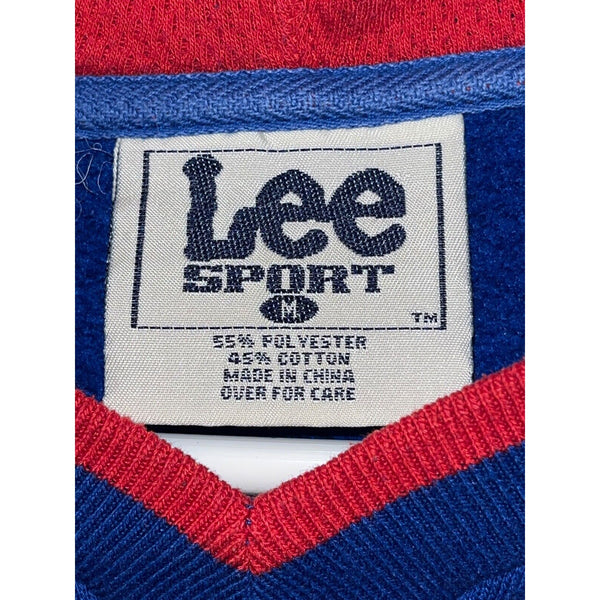 Lee
SPORT
M
TM
55% POLYESTER
45% COTTON
MADE IN CHINA
OVER FOR CARE